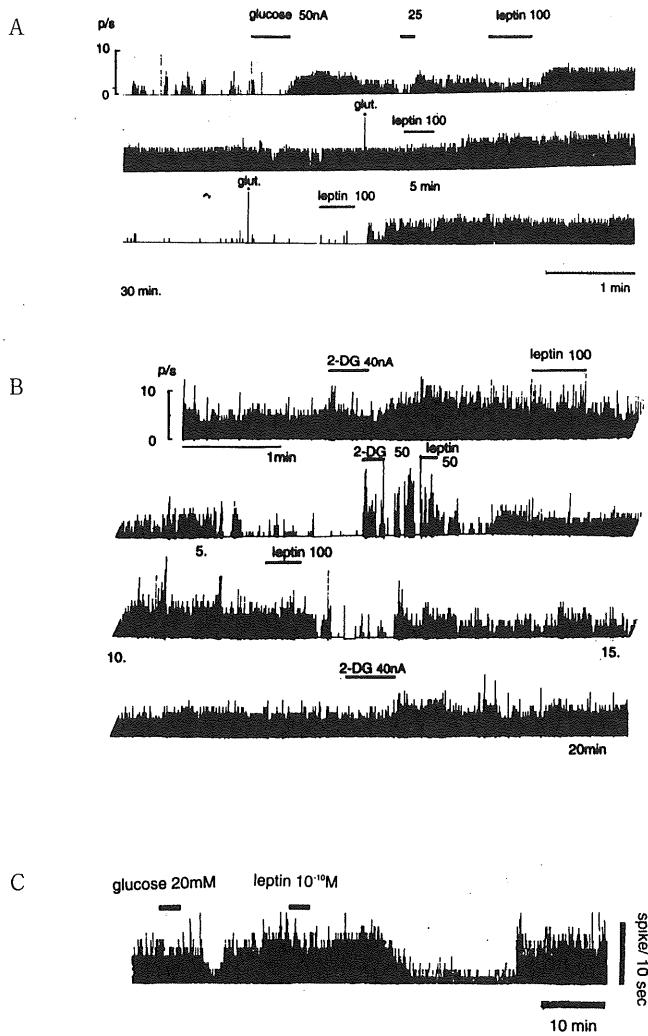 A
glucose 50nA 25 leptin 100
p/s
10
0
glut. leptin 100
glut. leptin 100 5 min
30 min. 1 min
B
2-DG 40nA leptin 100
p/s
10
0
1min 2-DG 50 leptin 50
5. leptin 100
10. 15.
2-DG 40nA
20min
C
glucose 20mM leptin 10⁻¹⁰M
spike/ 10 sec
10 min